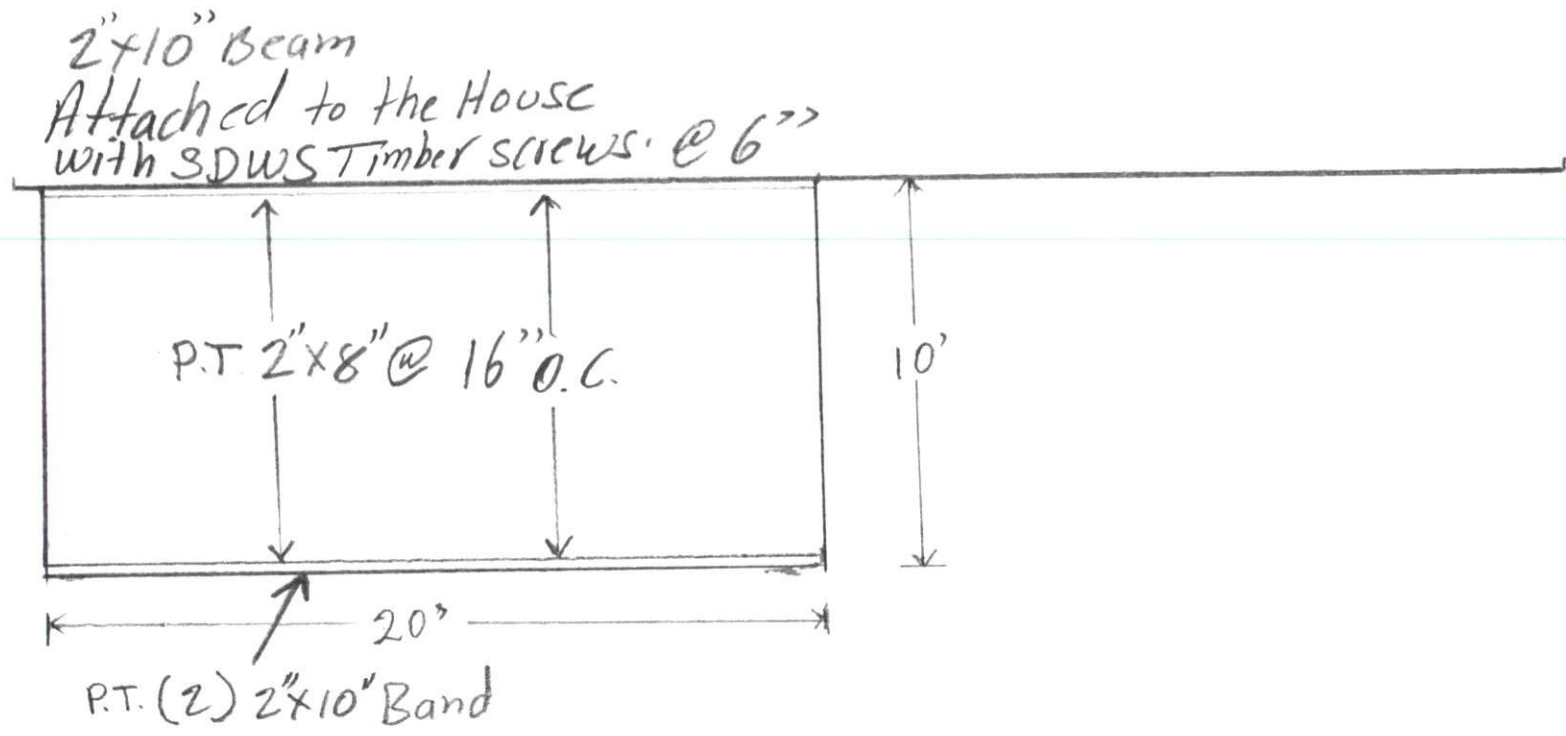 2"x10" Beam
Attached to the House
with SDWS Timber screws. @ 6"
P.T. 2"x8"@ 16"O.C.
10'
20'
P.T. (2) 2"x10" Band